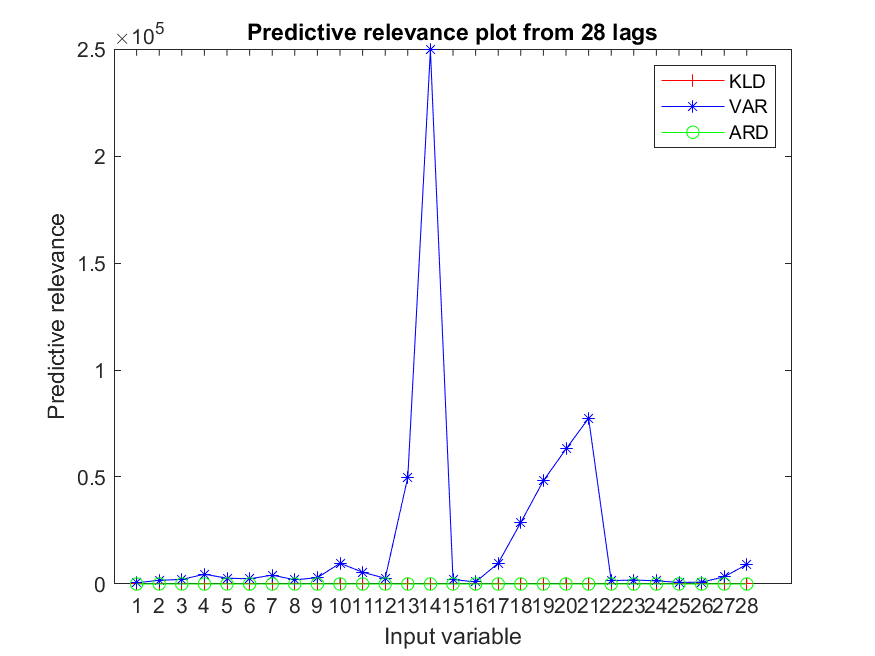 Predictive relevance plot from 28 lags
×10⁵
2.5
2
1.5
1
0.5
0
Predictive relevance
KLD
VAR
ARD
1 2 3 4 5 6 7 8 9 10 11 12 13 14 15 16 17 18 19 20 21 22 23 24 25 26 27 28
Input variable